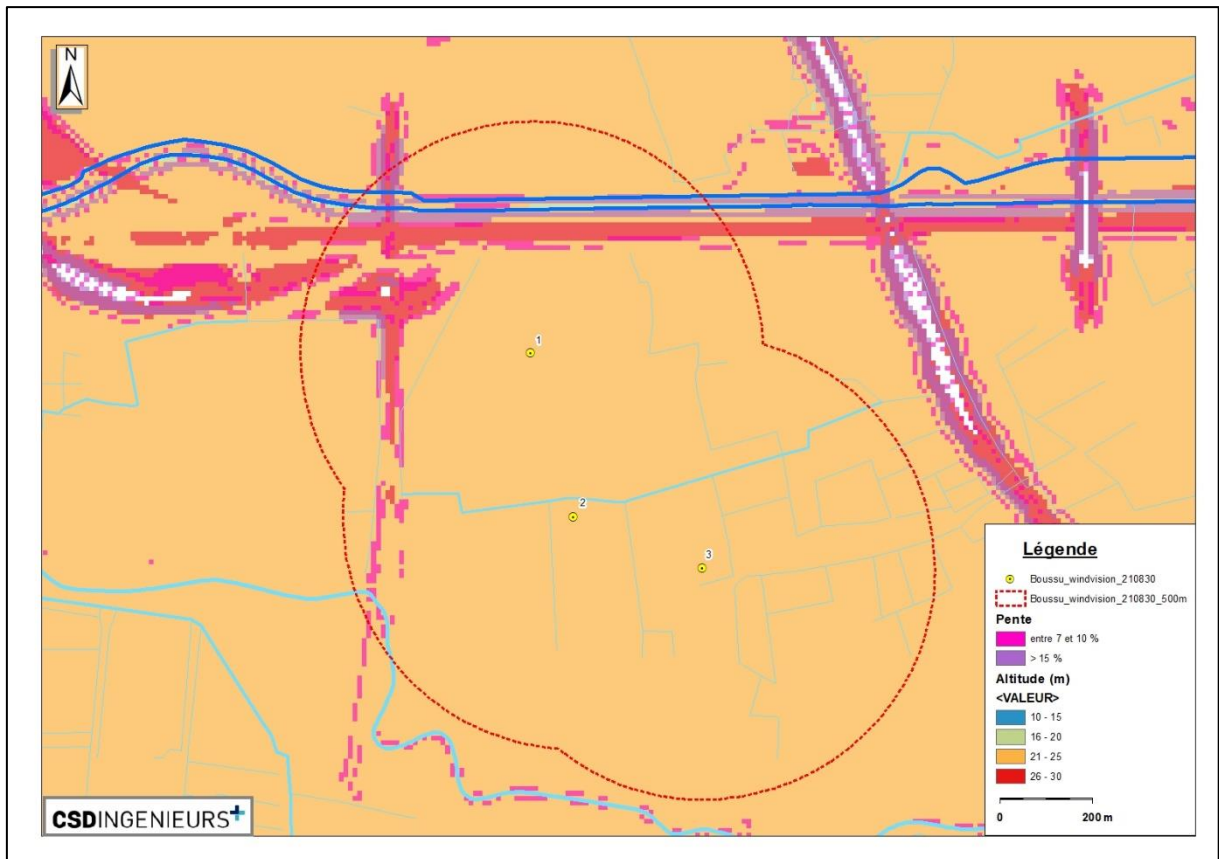 N
1
2
3
Légende
Boussu_windvision_210830
Boussu_windvision_210830_500m
Pente
entre 7 et 10 %
> 15 %
Altitude (m)
<VALEUR>
10 - 15
16 - 20
21 - 25
26 - 30
0 200 m
CSDINGENIEURS+